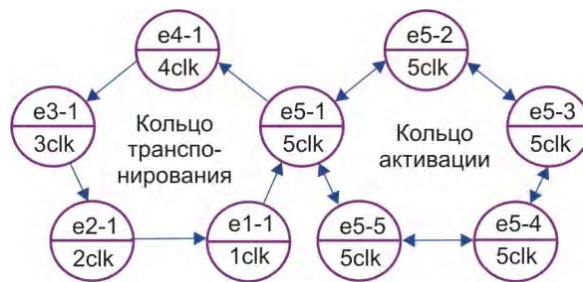 e4-1
4clk
e5-2
5clk
e3-1
3clk
Кольцо
транспо-
нирования
e5-1
5clk
Кольцо
активации
e5-3
5clk
e2-1
2clk
e1-1
1clk
e5-5
5clk
e5-4
5clk